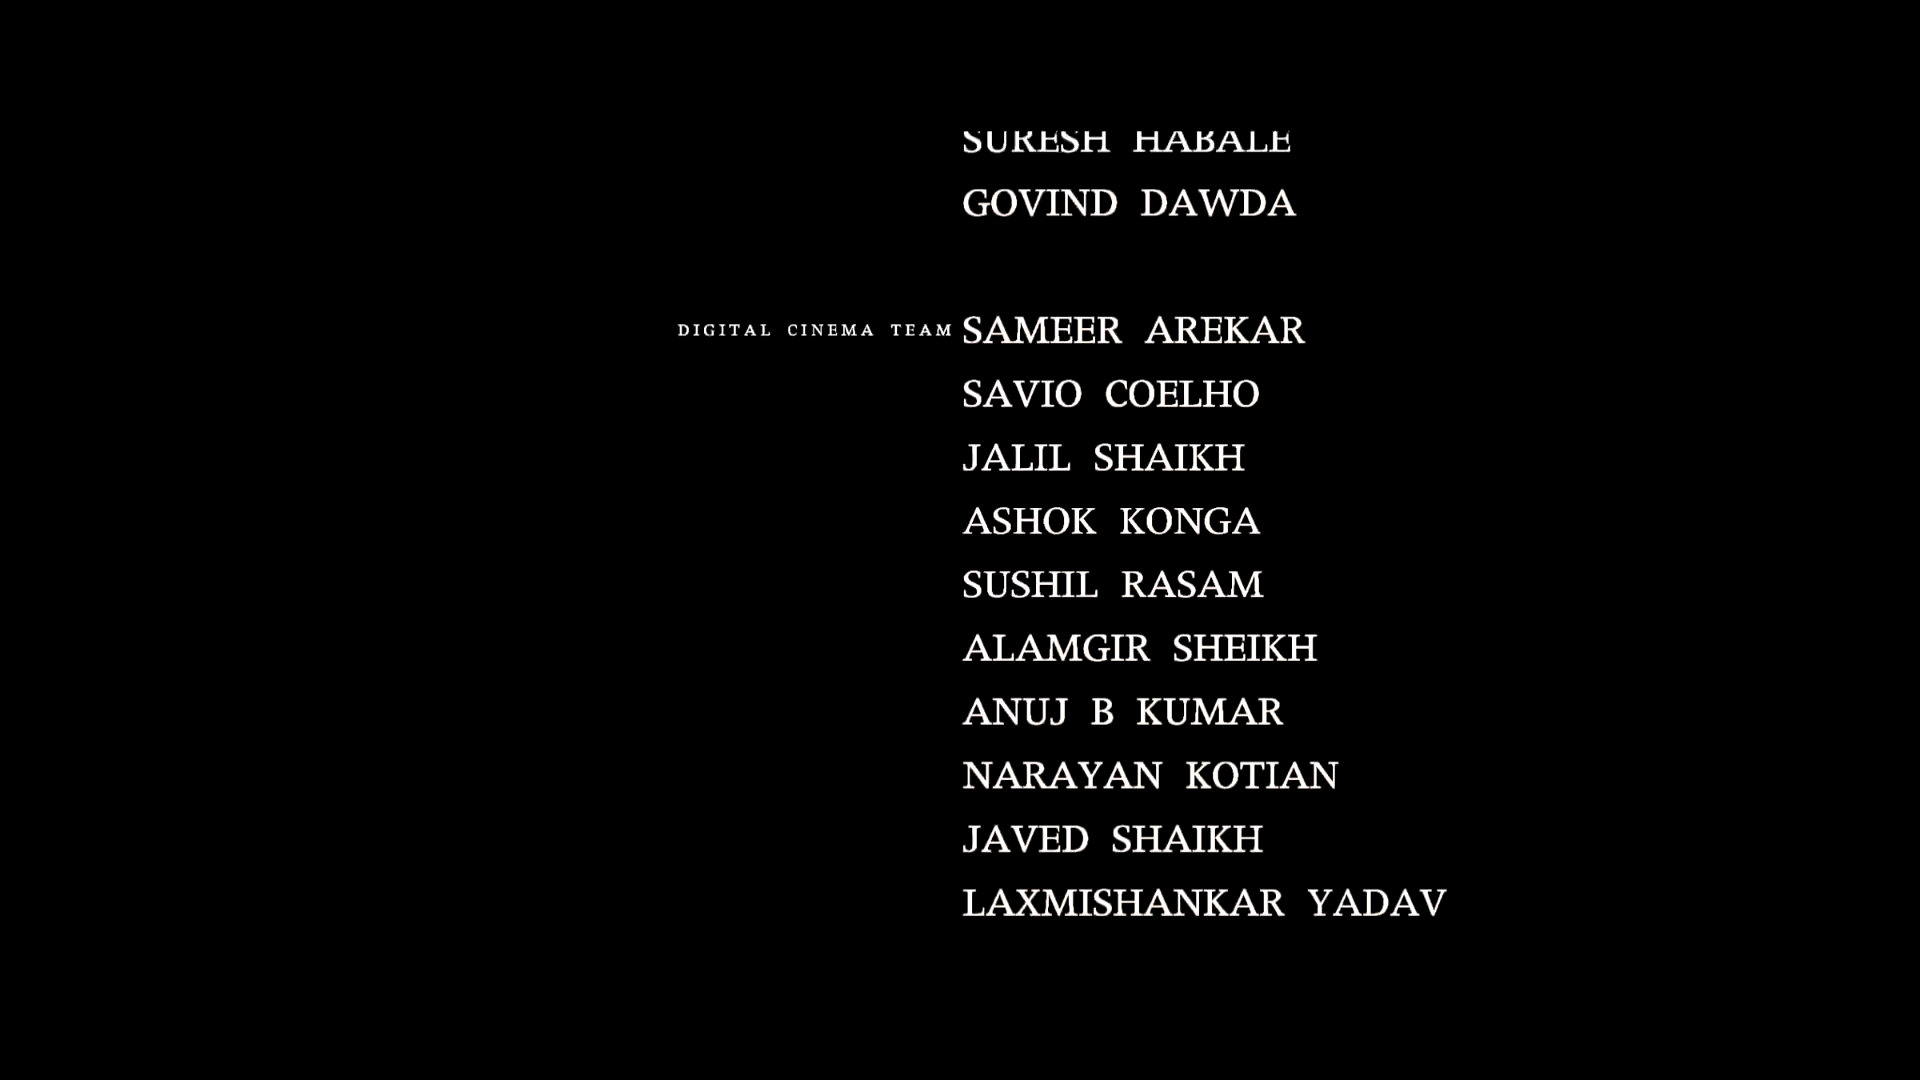 SURESH HABALE
GOVIND DAWDA
DIGITAL CINEMA TEAM SAMEER AREKAR
SAVIO COELHO
JALIL SHAIKH
ASHOK KONGA
SUSHIL RASAM
ALAMGIR SHEIKH
ANUJ B KUMAR
NARAYAN KOTIAN
JAVED SHAIKH
LAXMISHANKAR YADAV